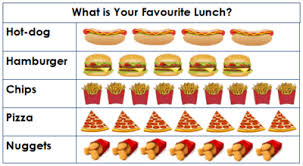 What is Your Favourite Lunch?
Hot-dog
Hamburger
Chips
Pizza
Nuggets